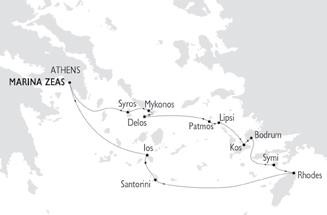 ATHENS
MARINA ZEAS
Syros
Mykonos
Delos
Patmos
Lipsi
Kos
Bodrum
Symi
Rhodes
Ios
Santorini